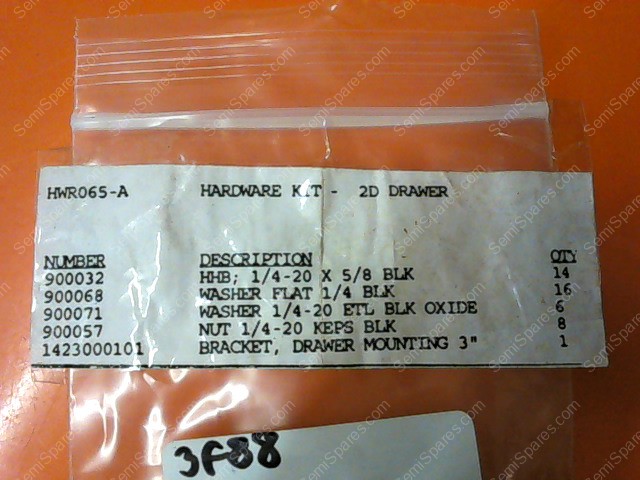 HWR065-A HARDWARE KIT - 2D DRAWER
NUMBER DESCRIPTION QTY
900032 HHB; 1/4-20 X 5/8 BLK 14
900068 WASHER FLAT 1/4 BLK 16
900071 WASHER 1/4-20 ETL BLK OXIDE 6
900057 NUT 1/4-20 KEPS BLK 8
1423000101 BRACKET, DRAWER MOUNTING 3" 1
3F88
SemiSpares.com